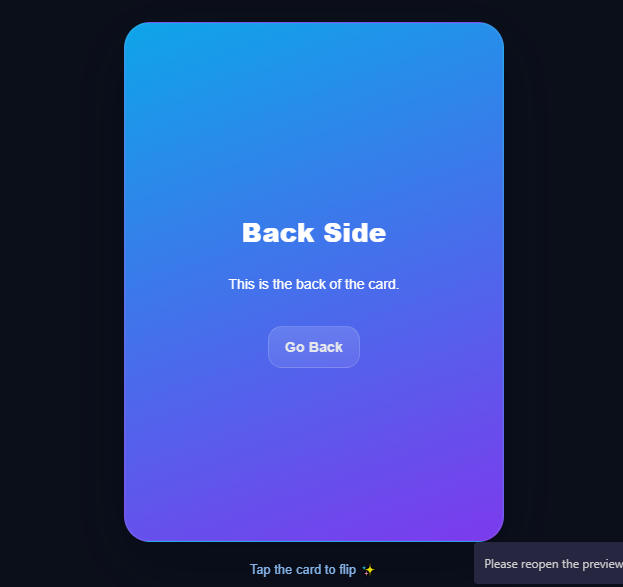 Back Side
This is the back of the card.
Go Back
Tap the card to flip ✨
Please reopen the preview